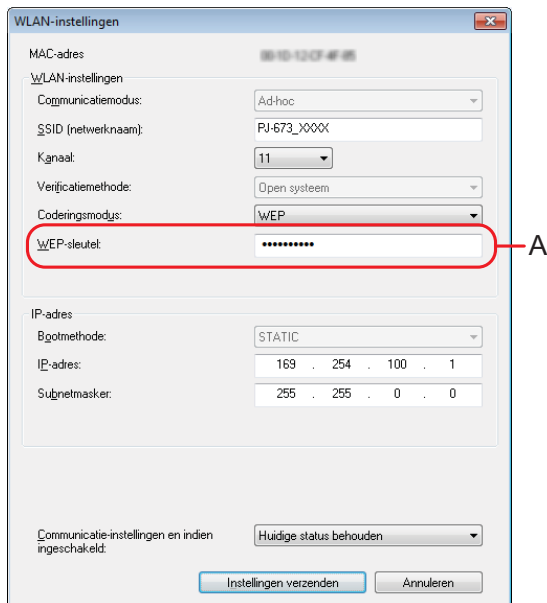 WLAN-instellingen
MAC-adres
WLAN-instellingen
Communicatiemodus: Ad-hoc
SSID (netwerknaam): PJ-673_XXXX
Kanaal: 11
Verificatiemethode: Open systeem
Coderingsmodus: WEP
WEP-sleutel: ••••••••••
A
IP-adres
Bootmethode: STATIC
IP-adres: 169 . 254 . 100 . 1
Subnetmasker: 255 . 255 . 0 . 0
Communicatie-instellingen en indien
ingeschakeld:
Huidige status behouden
Instellingen verzenden Annuleren